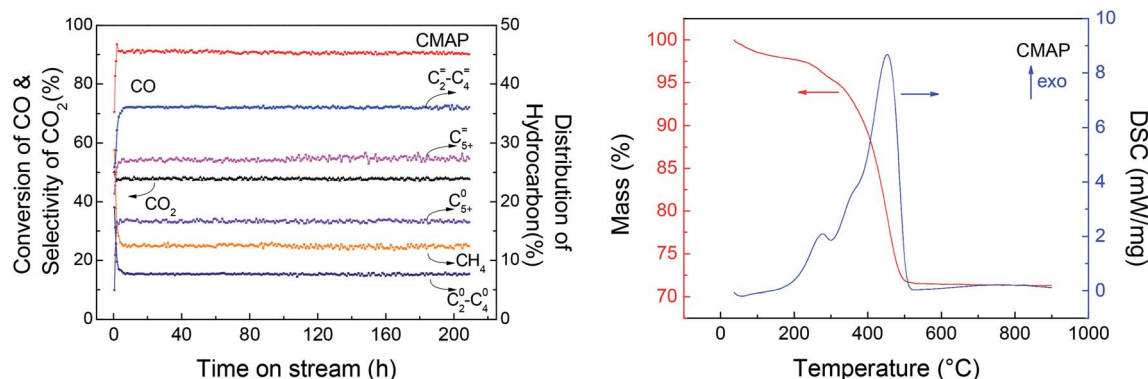 CMAP
CO
C₂⁼-C₄⁼
C₅₊⁼
CO₂
C₅₊⁰
CH₄
C₂⁰-C₄⁰
Conversion of CO &
Selectivity of CO₂(%)
100
80
60
40
20
0
Distribution of
Hydrocarbon(%)
50
40
30
20
10
0
0 40 80 120 160 200
Time on stream (h)
CMAP
exo
Mass (%)
100
95
90
85
80
75
70
DSC (mW/mg)
10
8
6
4
2
0
0 200 400 600 800 1000
Temperature (°C)